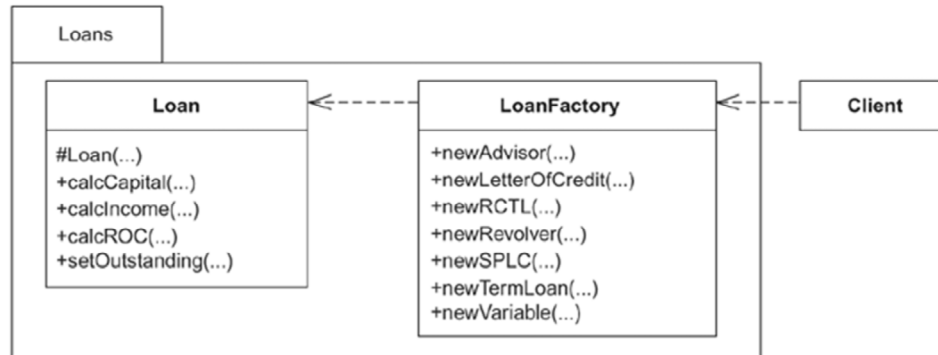 Loans
Loan
#Loan(...)
+calcCapital(...)
+calcIncome(...)
+calcROC(...)
+setOutstanding(...)
LoanFactory
+newAdvisor(...)
+newLetterOfCredit(...)
+newRCTL(...)
+newRevolver(...)
+newSPLC(...)
+newTermLoan(...)
+newVariable(...)
Client